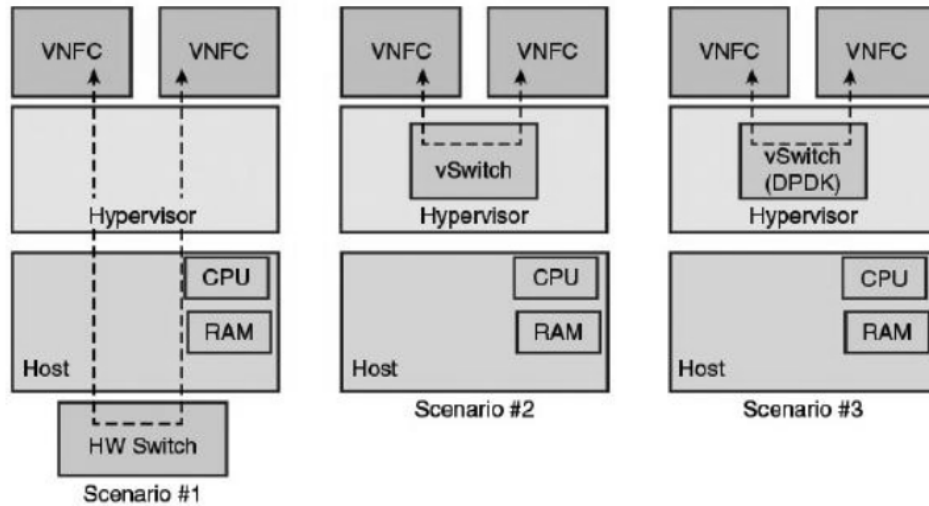 VNFC
VNFC
Hypervisor
CPU
RAM
Host
HW Switch
Scenario #1
VNFC
VNFC
vSwitch
Hypervisor
CPU
RAM
Host
Scenario #2
VNFC
VNFC
vSwitch
(DPDK)
Hypervisor
CPU
RAM
Host
Scenario #3